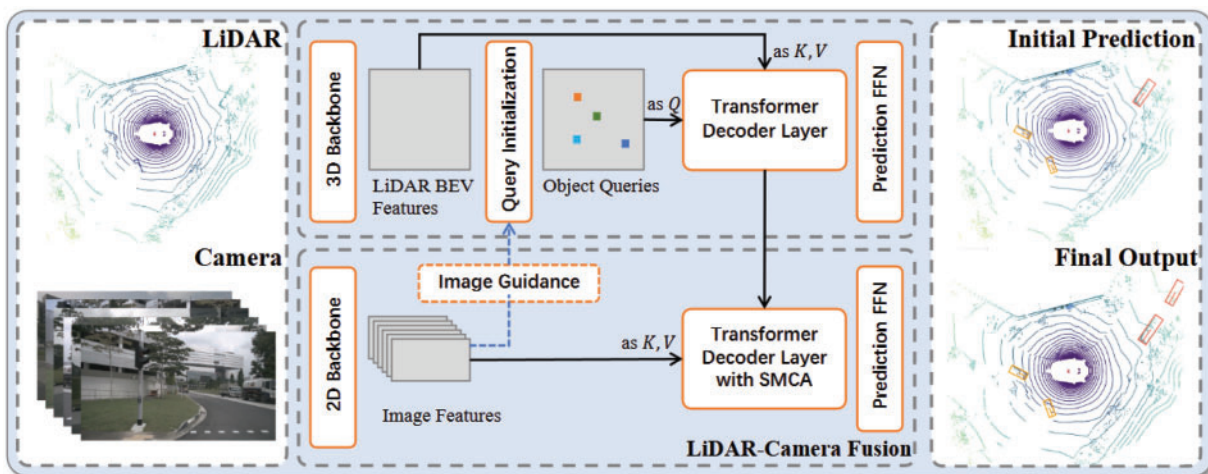 LiDAR
Camera
3D Backbone
LiDAR BEV
Features
Query Initialization
Object Queries
as Q
as K, V
Transformer
Decoder Layer
Prediction FFN
2D Backbone
Image Guidance
Image Features
as K, V
Transformer
Decoder Layer
with SMCA
Prediction FFN
LiDAR-Camera Fusion
Initial Prediction
Final Output